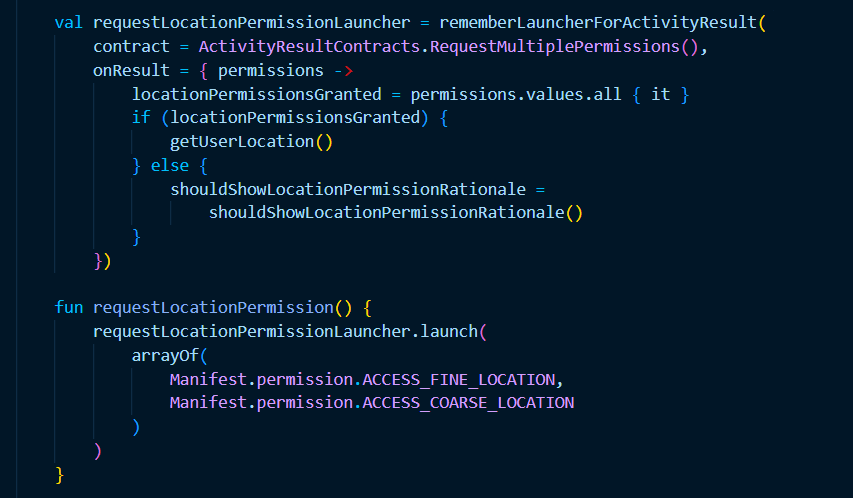 val requestLocationPermissionLauncher = rememberLauncherForActivityResult(
    contract = ActivityResultContracts.RequestMultiplePermissions(),
    onResult = { permissions ->
        locationPermissionsGranted = permissions.values.all { it }
        if (locationPermissionsGranted) {
            getUserLocation()
        } else {
            shouldShowLocationPermissionRationale =
                shouldShowLocationPermissionRationale()
        }
    })
fun requestLocationPermission() {
    requestLocationPermissionLauncher.launch(
        arrayOf(
            Manifest.permission.ACCESS_FINE_LOCATION,
            Manifest.permission.ACCESS_COARSE_LOCATION
        )
    )
}